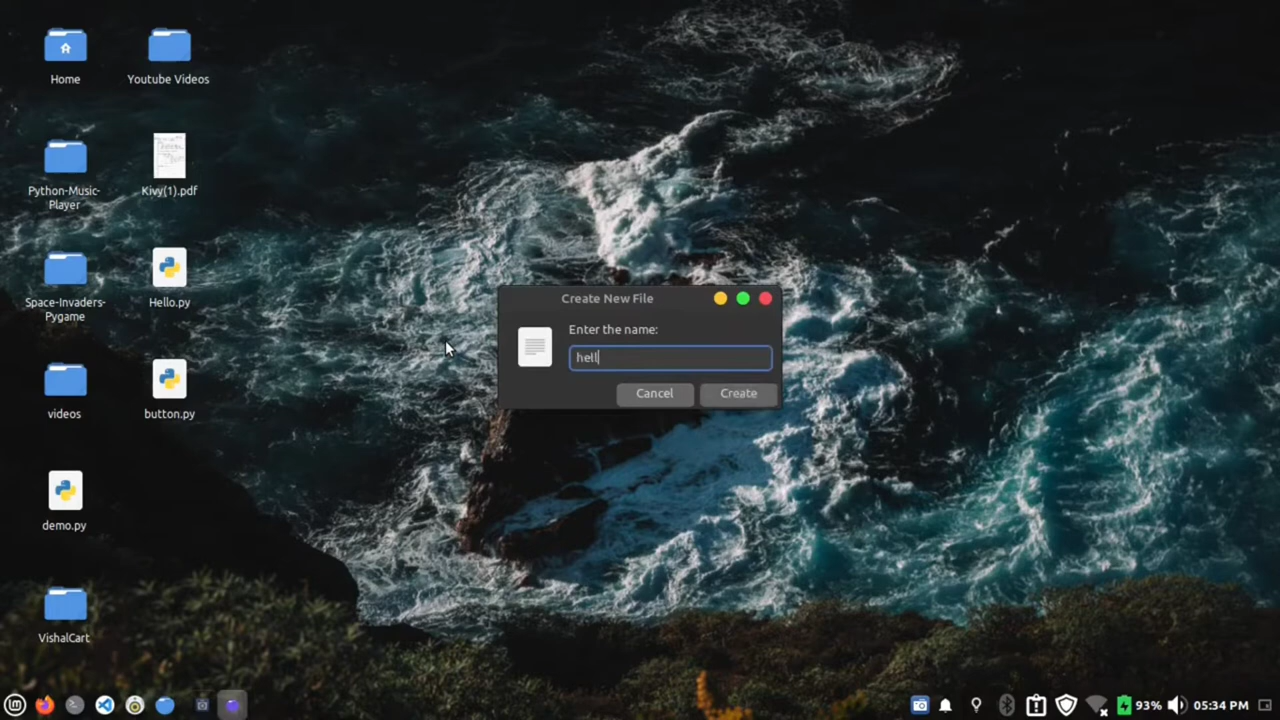 Home
Youtube Videos
Python-Music-
Player
Kivy(1).pdf
Space-Invaders-
Pygame
Hello.py
videos
button.py
demo.py
VishalCart
Create New File
Enter the name:
hell
Cancel
Create
93%
05:34 PM